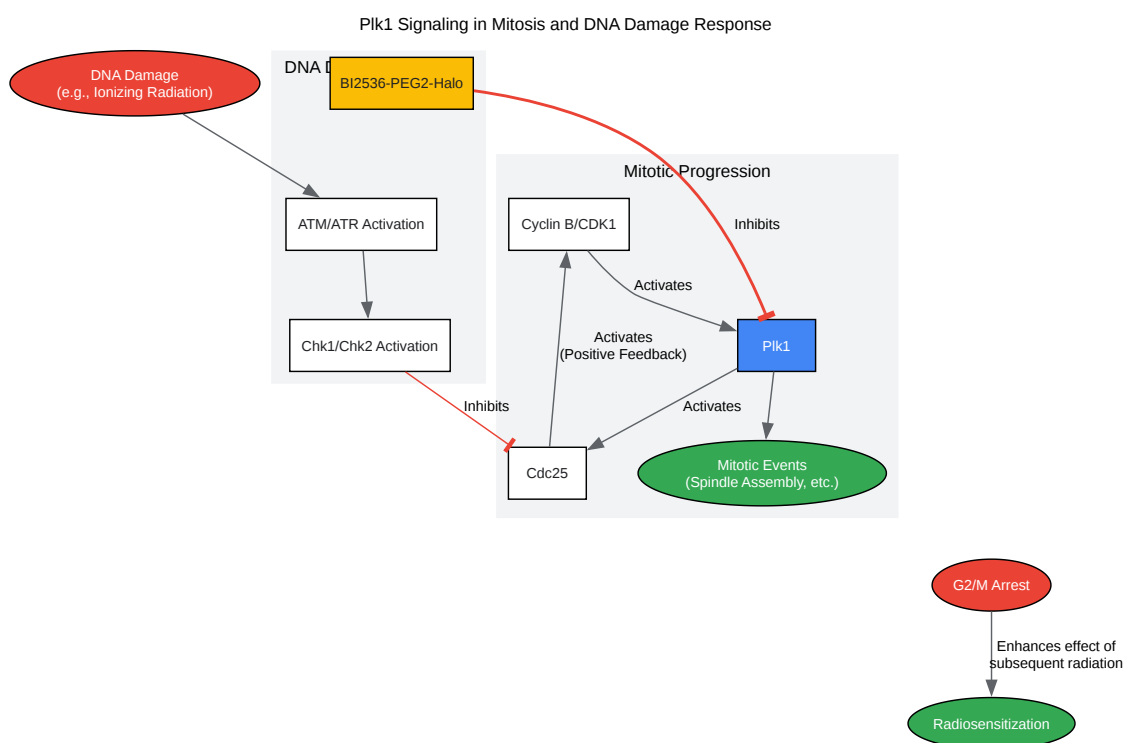 Plk1 Signaling in Mitosis and DNA Damage Response
DNA Damage
(e.g., Ionizing Radiation)
DNA
BI2536-PEG2-Halo
Mitotic Progression
ATM/ATR Activation
Cyclin B/CDK1
Inhibits
Activates
Chk1/Chk2 Activation
Activates
(Positive Feedback)
Plk1
Inhibits
Activates
Cdc25
Mitotic Events
(Spindle Assembly, etc.)
G2/M Arrest
Enhances effect of
subsequent radiation
Radiosensitization